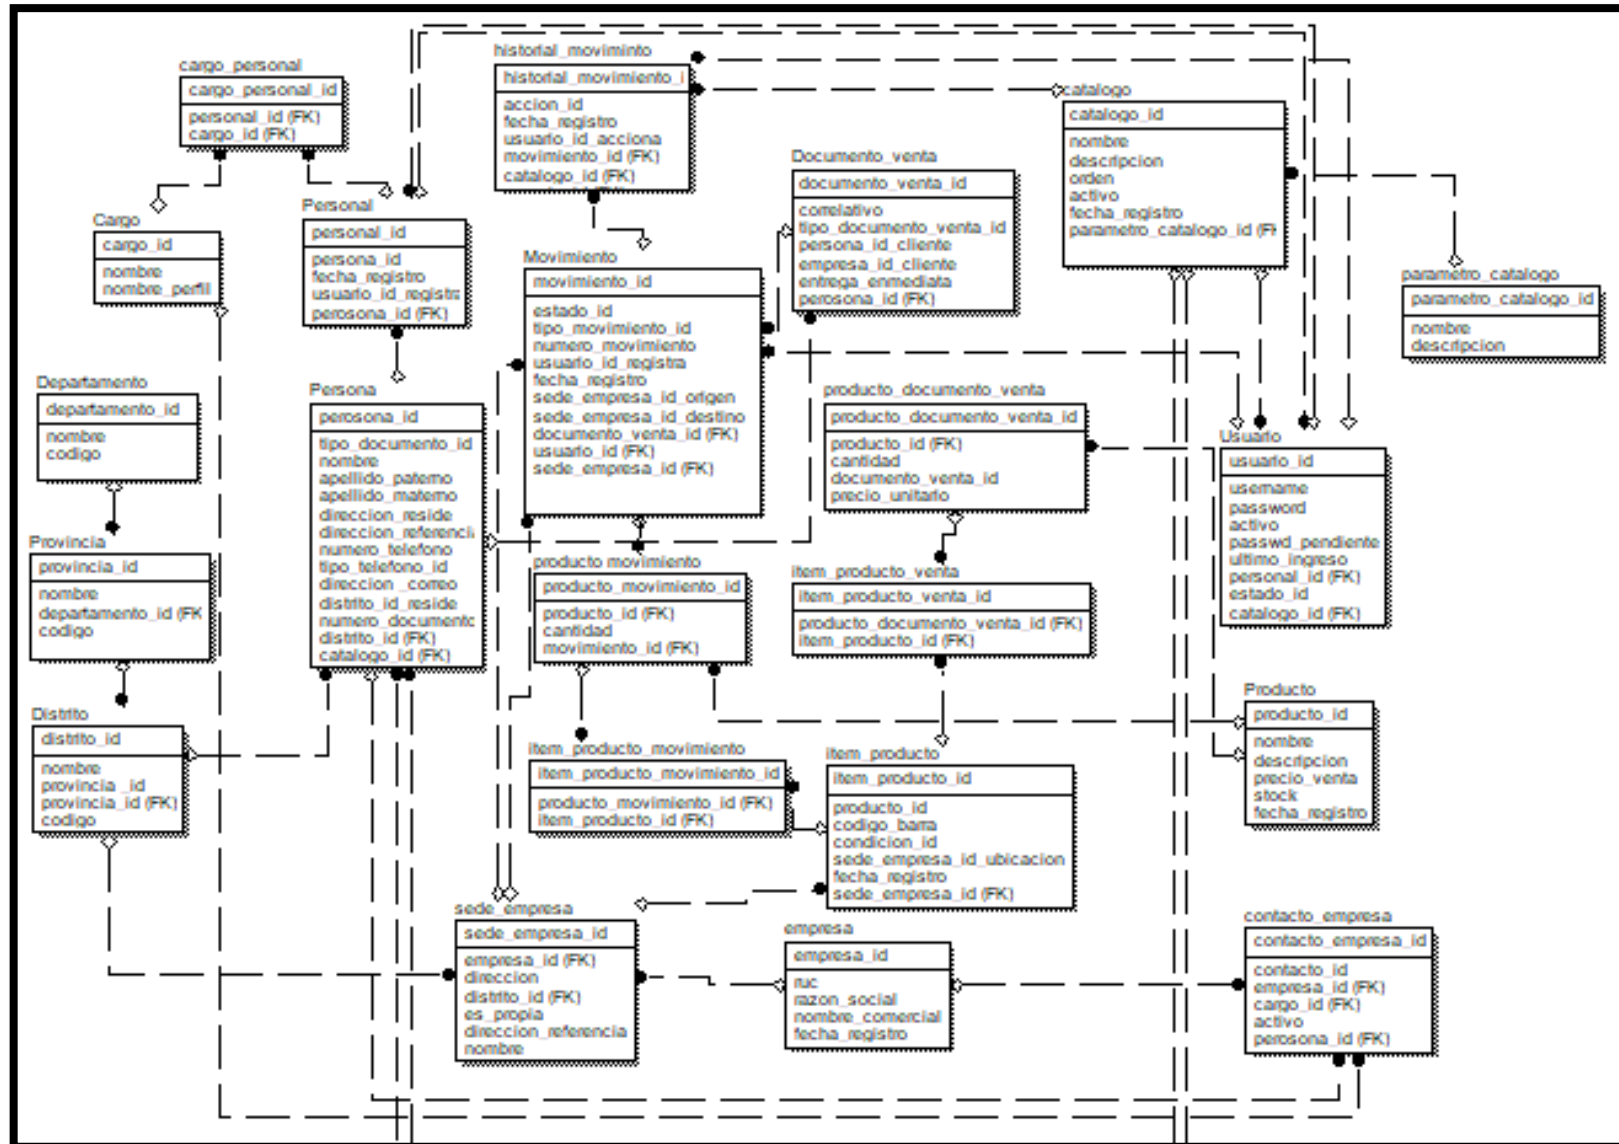 cargo_personal
cargo_personal_id
personal_id (FK)
cargo_id (FK)
historial_moviminto
historial_movimiento_i
accion_id
fecha_registro
usuario_id_acciona
movimiento_id (FK)
catalogo_id (FK)
catalogo
catalogo_id
nombre
descripcion
orden
activo
fecha_registro
parametro_catalogo_id (FK
Documento_venta
documento_venta_id
correlativo
tipo_documento_venta_id
persona_id_cliente
empresa_id_cliente
entrega_enmediata
perosona_id (FK)
Cargo
cargo_id
nombre
nombre_perfil
Personal
personal_id
persona_id
fecha_registro
usuario_id_registra
perosona_id (FK)
Movimiento
movimiento_id
estado_id
tipo_movimiento_id
numero_movimiento
usuario_id_registra
fecha_registro
sede_empresa_id_origen
sede_empresa_id_destino
documento_venta_id (FK)
usuario_id (FK)
sede_empresa_id (FK)
parametro_catalogo
parametro_catalogo_id
nombre
descripcion
Departamento
departamento_id
nombre
codigo
Persona
perosona_id
tipo_documento_id
nombre
apellido_paterno
apellido_materno
direccion_reside
direccion_referencia
numero_telefono
tipo_telefono_id
direccion _correo
distrito_id_reside
numero_documento
distrito_id (FK)
catalogo_id (FK)
producto_documento_venta
producto_documento_venta_id
producto_id (FK)
cantidad
documento_venta_id
precio_unitario
Usuario
usuario_id
username
password
activo
passwd_pendiente
ultimo_ingreso
personal_id (FK)
estado_id
catalogo_id (FK)
Provincia
provincia_id
nombre
departamento_id (FK
codigo
producto movimiento
producto_movimiento_id
producto_id (FK)
cantidad
movimiento_id (FK)
item_producto_venta
item_producto_venta_id
producto_documento_venta_id (FK)
item_producto_id (FK)
Distrito
distrito_id
nombre
provincia _id
provincia_id (FK)
codigo
item_producto_movimiento
item_producto_movimiento_id
producto_movimiento_id (FK)
item_producto_id (FK)
item_producto
item_producto_id
producto_id
codigo_barra
condicion_id
sede_empresa_id_ubicacion
fecha_registro
sede_empresa_id (FK)
Producto
producto_id
nombre
descripcion
precio_venta
stock
fecha_registro
sede_empresa
sede_empresa_id
empresa_id (FK)
direccion
distrito_id (FK)
es_propia
direccion_referencia
nombre
empresa
empresa_id
ruc
razon_social
nombre_comercial
fecha_registro
contacto_empresa
contacto_empresa_id
contacto_id
empresa_id (FK)
cargo_id (FK)
activo
perosona_id (FK)